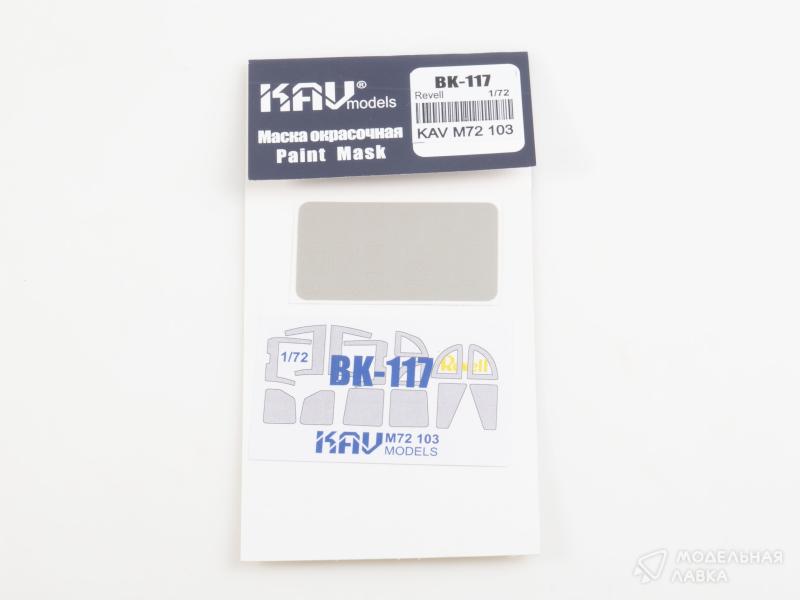 KAV® models
Маска окрасочная
Paint Mask
BK-117
Revell 1/72
KAV M72 103
1/72
BK-117
Revell
KAV M72 103
MODELS
МОДЕЛЬНАЯ
ЛАВКА